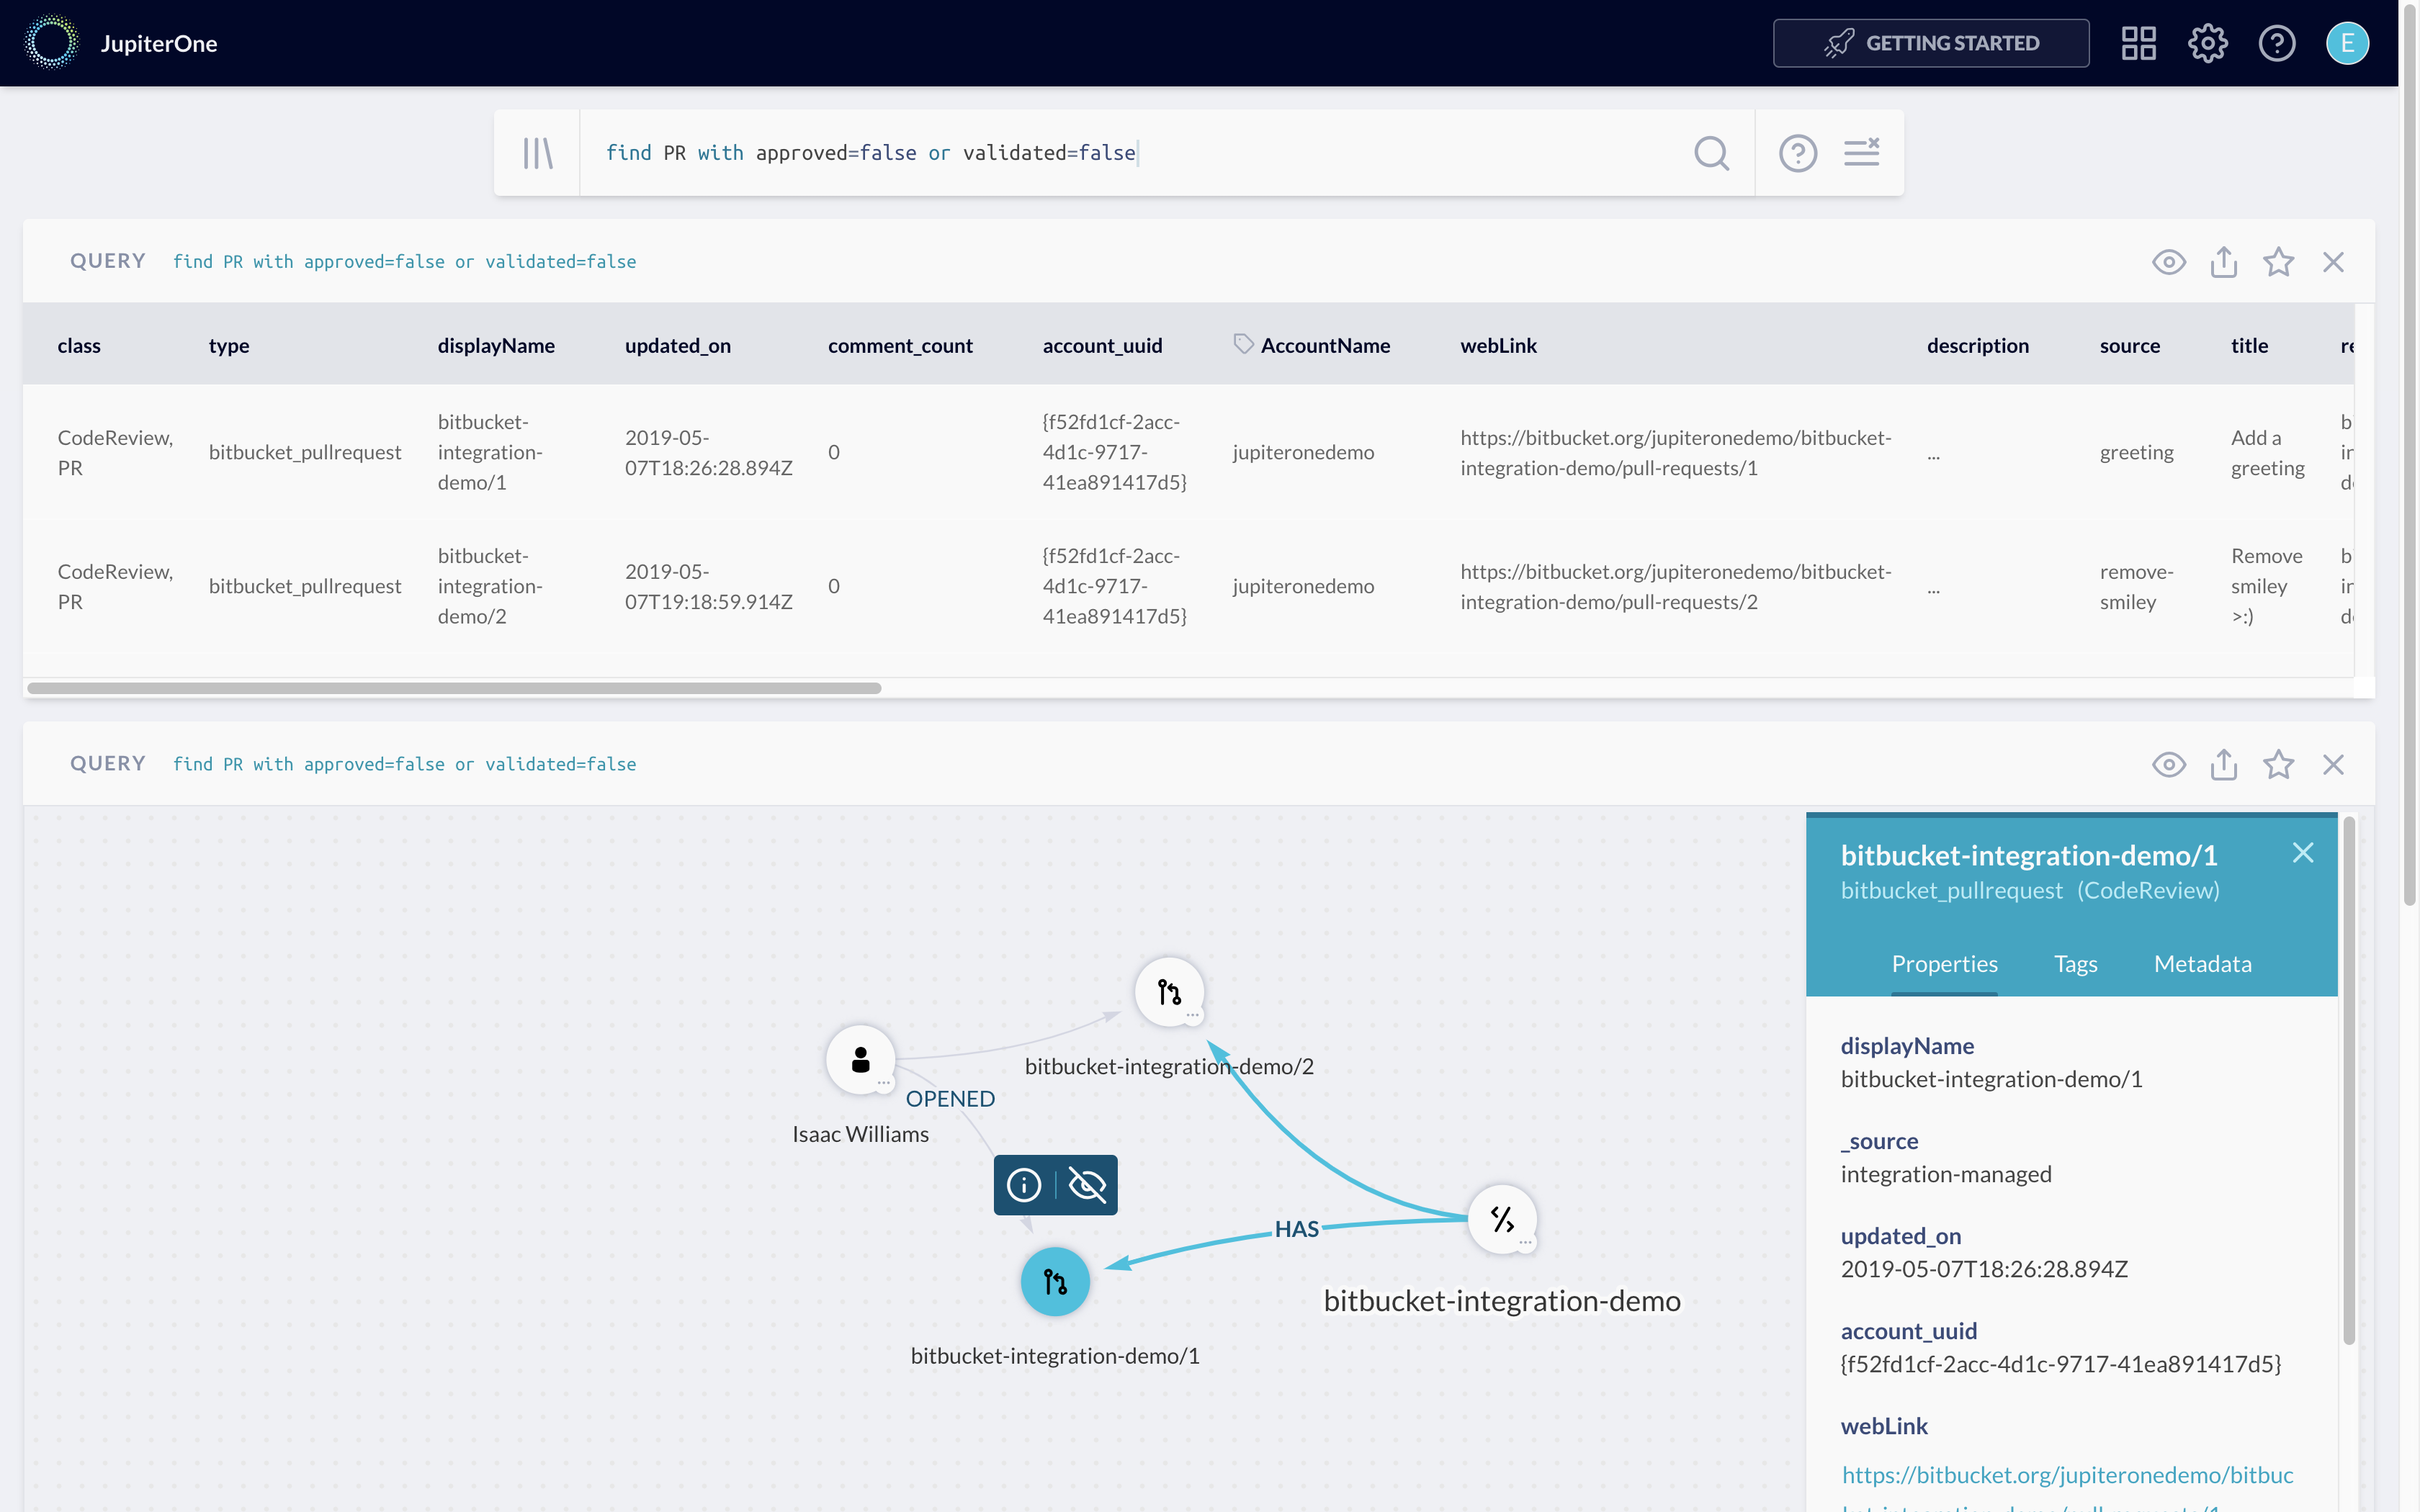 JupiterOne
GETTING STARTED
E
find PR with approved=false or validated=false
QUERY find PR with approved=false or validated=false
class type displayName updated_on comment_count account_uuid AccountName webLink description source title
CodeReview, PR bitbucket_pullrequest bitbucket-integration-demo/1 2019-05-07T18:26:28.894Z 0 {f52fd1cf-2acc-4d1c-9717-41ea891417d5} jupiteronedemo https://bitbucket.org/jupiteronedemo/bitbucket-integration-demo/pull-requests/1 ... greeting Add a greeting
CodeReview, PR bitbucket_pullrequest bitbucket-integration-demo/2 2019-05-07T19:18:59.914Z 0 {f52fd1cf-2acc-4d1c-9717-41ea891417d5} jupiteronedemo https://bitbucket.org/jupiteronedemo/bitbucket-integration-demo/pull-requests/2 ... remove-smiley Remove smiley >:)
QUERY find PR with approved=false or validated=false
bitbucket-integration-demo/2
OPENED
Isaac Williams
HAS
bitbucket-integration-demo
bitbucket-integration-demo/1
bitbucket-integration-demo/1
bitbucket_pullrequest (CodeReview)
Properties Tags Metadata
displayName
bitbucket-integration-demo/1
_source
integration-managed
updated_on
2019-05-07T18:26:28.894Z
account_uuid
{f52fd1cf-2acc-4d1c-9717-41ea891417d5}
webLink
https://bitbucket.org/jupiteronedemo/bitbuc